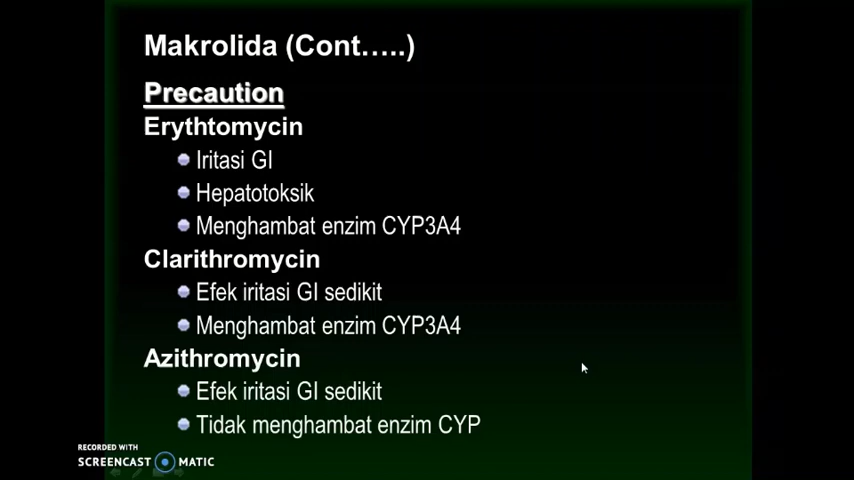 Makrolida (Cont…..)
Precaution
Erythtomycin
Iritasi GI
Hepatotoksik
Menghambat enzim CYP3A4
Clarithromycin
Efek iritasi GI sedikit
Menghambat enzim CYP3A4
Azithromycin
Efek iritasi GI sedikit
Tidak menghambat enzim CYP
RECORDED WITH
SCREENCAST MATIC